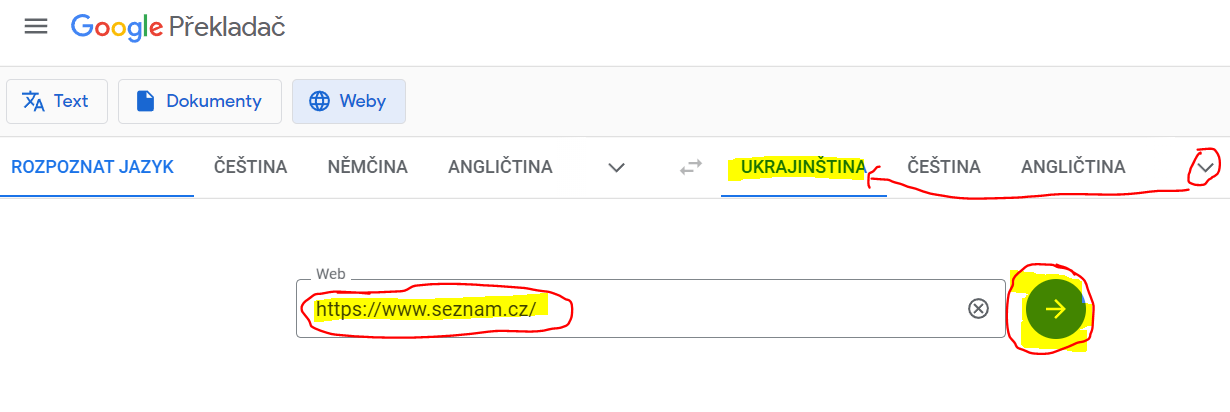 Google Překladač
Text Dokumenty Weby
ROZPOZNAT JAZYK ČEŠTINA NĚMČINA ANGLIČTINA UKRAJINŠTINA ČEŠTINA ANGLIČTINA
Web
https://www.seznam.cz/